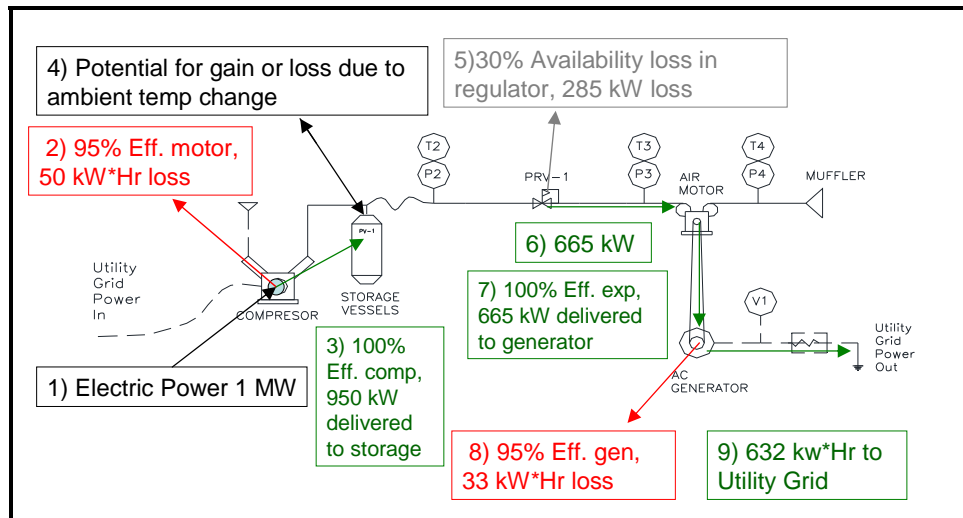 4) Potential for gain or loss due to
ambient temp change
5)30% Availability loss in
regulator, 285 kW loss
2) 95% Eff. motor,
50 kW*Hr loss
T2
P2
PRV-1
T3
P3
AIR
MOTOR
T4
P4
MUFFLER
PV-1
6) 665 kW
Utility
Grid
Power
In
COMPRESOR
STORAGE
VESSELS
7) 100% Eff. exp,
665 kW delivered
to generator
V1
Utility
Grid
Power
Out
3) 100%
Eff. comp,
950 kW
delivered
to storage
1) Electric Power 1 MW
AC
GENERATOR
8) 95% Eff. gen,
33 kW*Hr loss
9) 632 kw*Hr to
Utility Grid